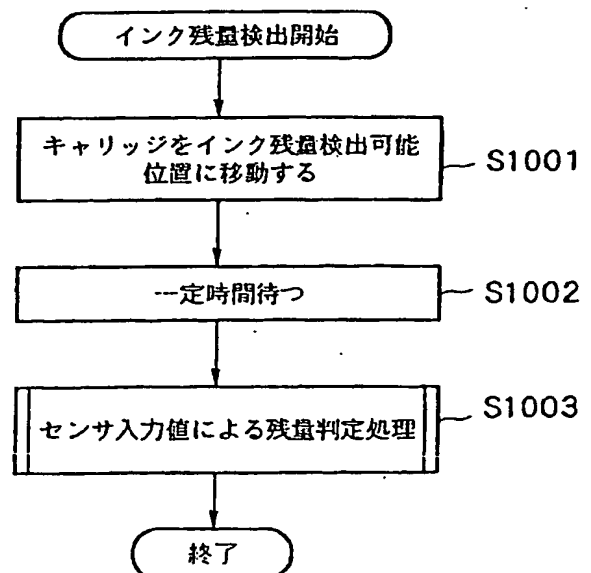 インク残量検出開始
キャリッジをインク残量検出可能
位置に移動する
S1001
一定時間待つ
S1002
センサ入力値による残量判定処理
S1003
終了